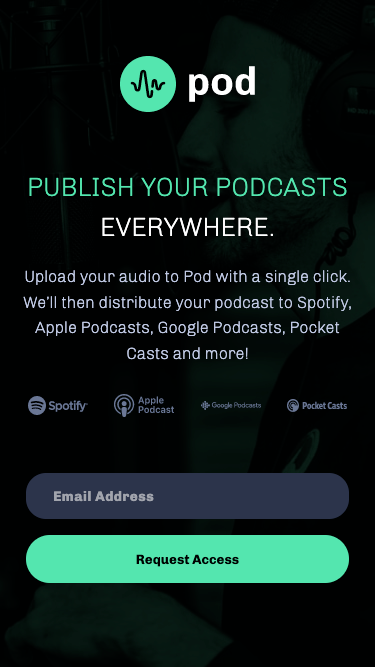 pod
PUBLISH YOUR PODCASTS
EVERYWHERE.
Upload your audio to Pod with a single click.
We’ll then distribute your podcast to Spotify,
Apple Podcasts, Google Podcasts, Pocket
Casts and more!
Spotify Apple Podcast Google Podcasts Pocket Casts
Email Address
Request Access